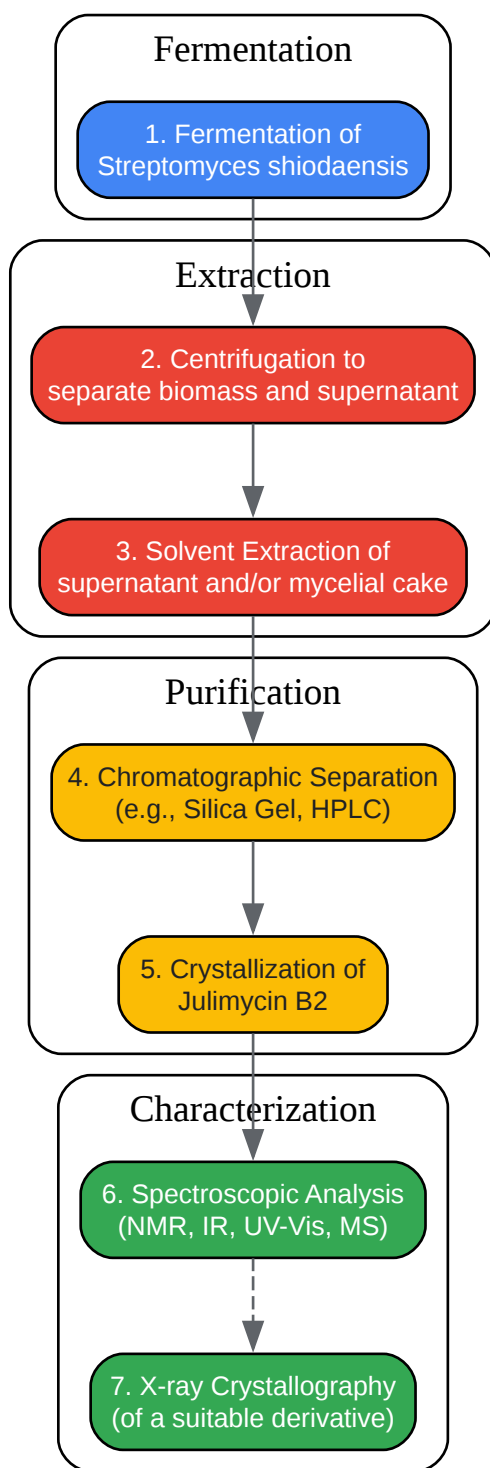 Fermentation
1. Fermentation of
Streptomyces shiodaensis
Extraction
2. Centrifugation to
separate biomass and supernatant
3. Solvent Extraction of
supernatant and/or mycelial cake
Purification
4. Chromatographic Separation
(e.g., Silica Gel, HPLC)
5. Crystallization of
Julimycin B2
Characterization
6. Spectroscopic Analysis
(NMR, IR, UV-Vis, MS)
7. X-ray Crystallography
(of a suitable derivative)